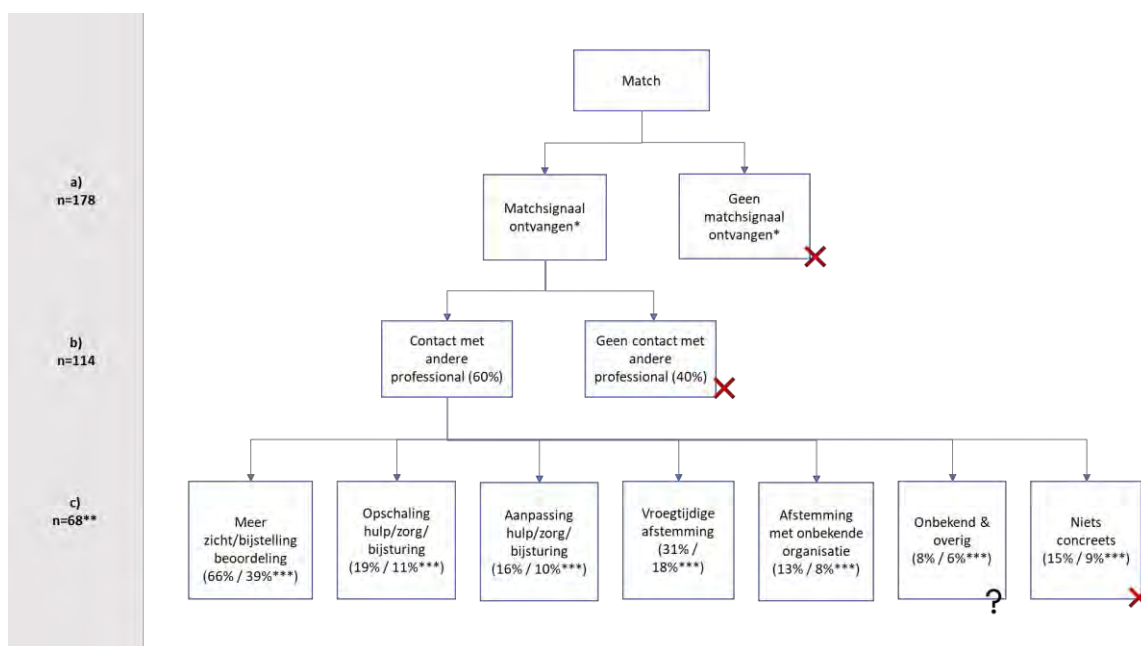 Match
a)
n=178
Matchsignaal
ontvangen*
Geen
matchsignaal
ontvangen*
b)
n=114
Contact met
andere
professional (60%)
Geen contact met
andere
professional (40%)
c)
n=68**
Meer
zicht/bijstelling
beoordeling
(66% / 39%***)
Opschaling
hulp/zorg/
bijsturing
(19% / 11%***)
Aanpassing
hulp/zorg/
bijsturing
(16% / 10%***)
Vroegtijdige
afstemming
(31% /
18%***)
Afstemming
met onbekende
organisatie
(13% / 8%***)
Onbekend &
overig
(8% / 6%***)
?
Niets
concreets
(15% / 9%***)